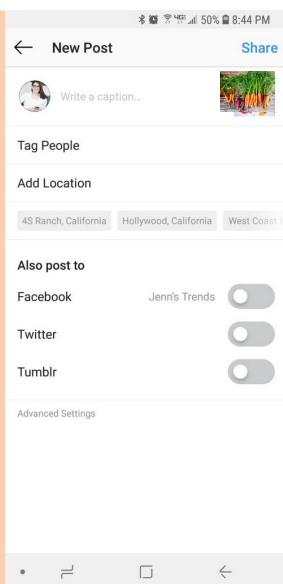 50% 8:44 PM
New Post Share
Write a caption...
Tag People
Add Location
4S Ranch, California Hollywood, California West Coast
Also post to
Facebook Jenn's Trends
Twitter
Tumblr
Advanced Settings